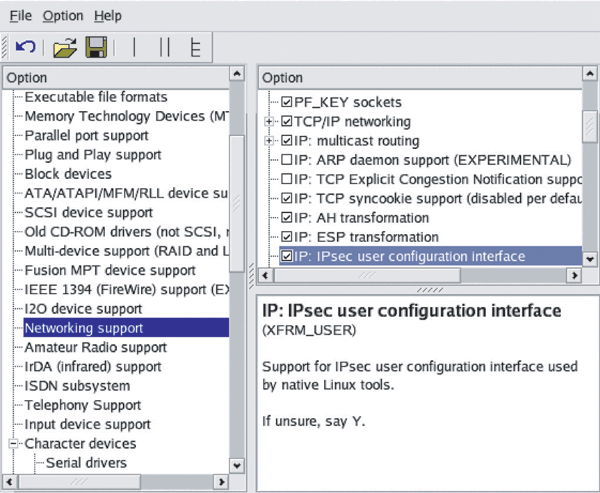 File Option Help
Option
Executable file formats
Memory Technology Devices (MT
Parallel port support
Plug and Play support
Block devices
ATA/ATAPI/MFM/RLL device su
SCSI device support
Old CD-ROM drivers (not SCSI,
Multi-device support (RAID and L
Fusion MPT device support
IEEE 1394 (FireWire) support (EX
I2O device support
Networking support
Amateur Radio support
IrDA (infrared) support
ISDN subsystem
Telephony Support
Input device support
Character devices
Serial drivers
Option
PF_KEY sockets
TCP/IP networking
IP: multicast routing
IP: ARP daemon support (EXPERIMENTAL)
IP: TCP Explicit Congestion Notification suppo
IP: TCP syncookie support (disabled per defau
IP: AH transformation
IP: ESP transformation
IP: IPsec user configuration interface
IP: IPsec user configuration interface
(XFRM_USER)
Support for IPsec user configuration interface used
by native Linux tools.
If unsure, say Y.